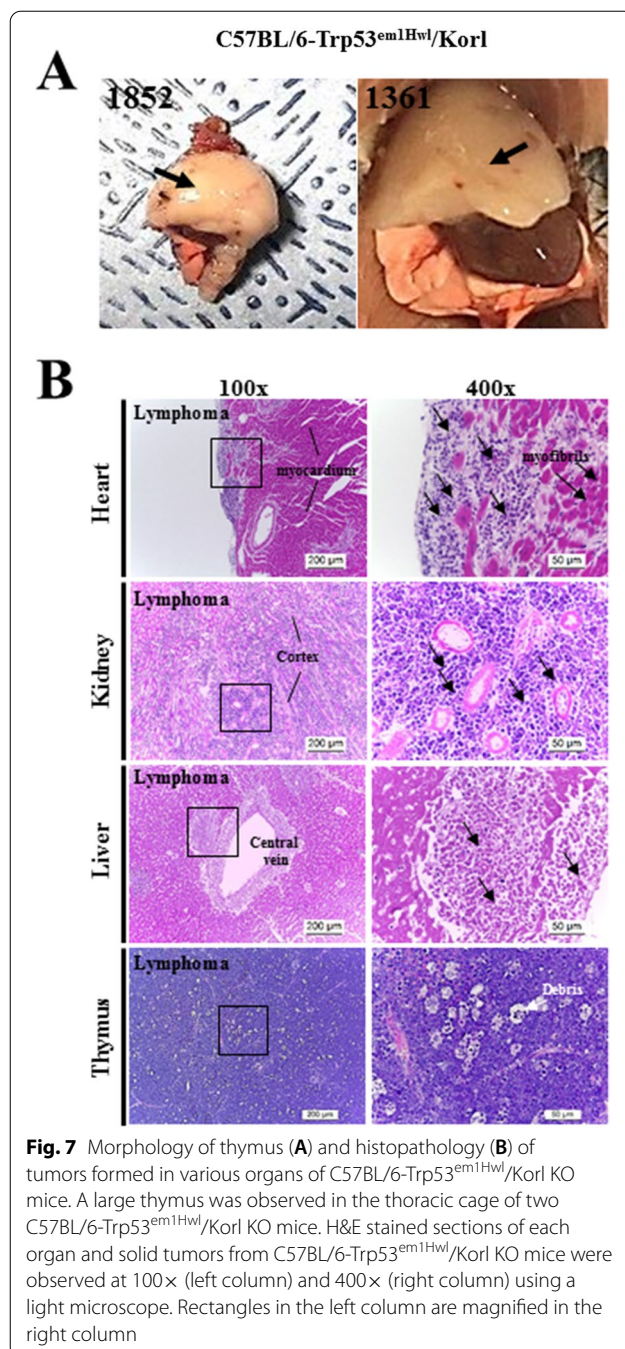 C57BL/6-Trp53em1Hwl/Korl
A
1852
1361
B
100x
400x
Heart
Lymphoma
myocardium
200 µm
myofibrils
50 µm
Kidney
Lymphoma
Cortex
200 µm
50 µm
Liver
Lymphoma
Central
vein
200 µm
50 µm
Thymus
Lymphoma
200 µm
Debris
50 µm
Fig. 7 Morphology of thymus (A) and histopathology (B) of
tumors formed in various organs of C57BL/6-Trp53em1Hwl/Korl KO
mice. A large thymus was observed in the thoracic cage of two
C57BL/6-Trp53em1Hwl/Korl KO mice. H&E stained sections of each
organ and solid tumors from C57BL/6-Trp53em1Hwl/Korl KO mice were
observed at 100× (left column) and 400× (right column) using a
light microscope. Rectangles in the left column are magnified in the
right column